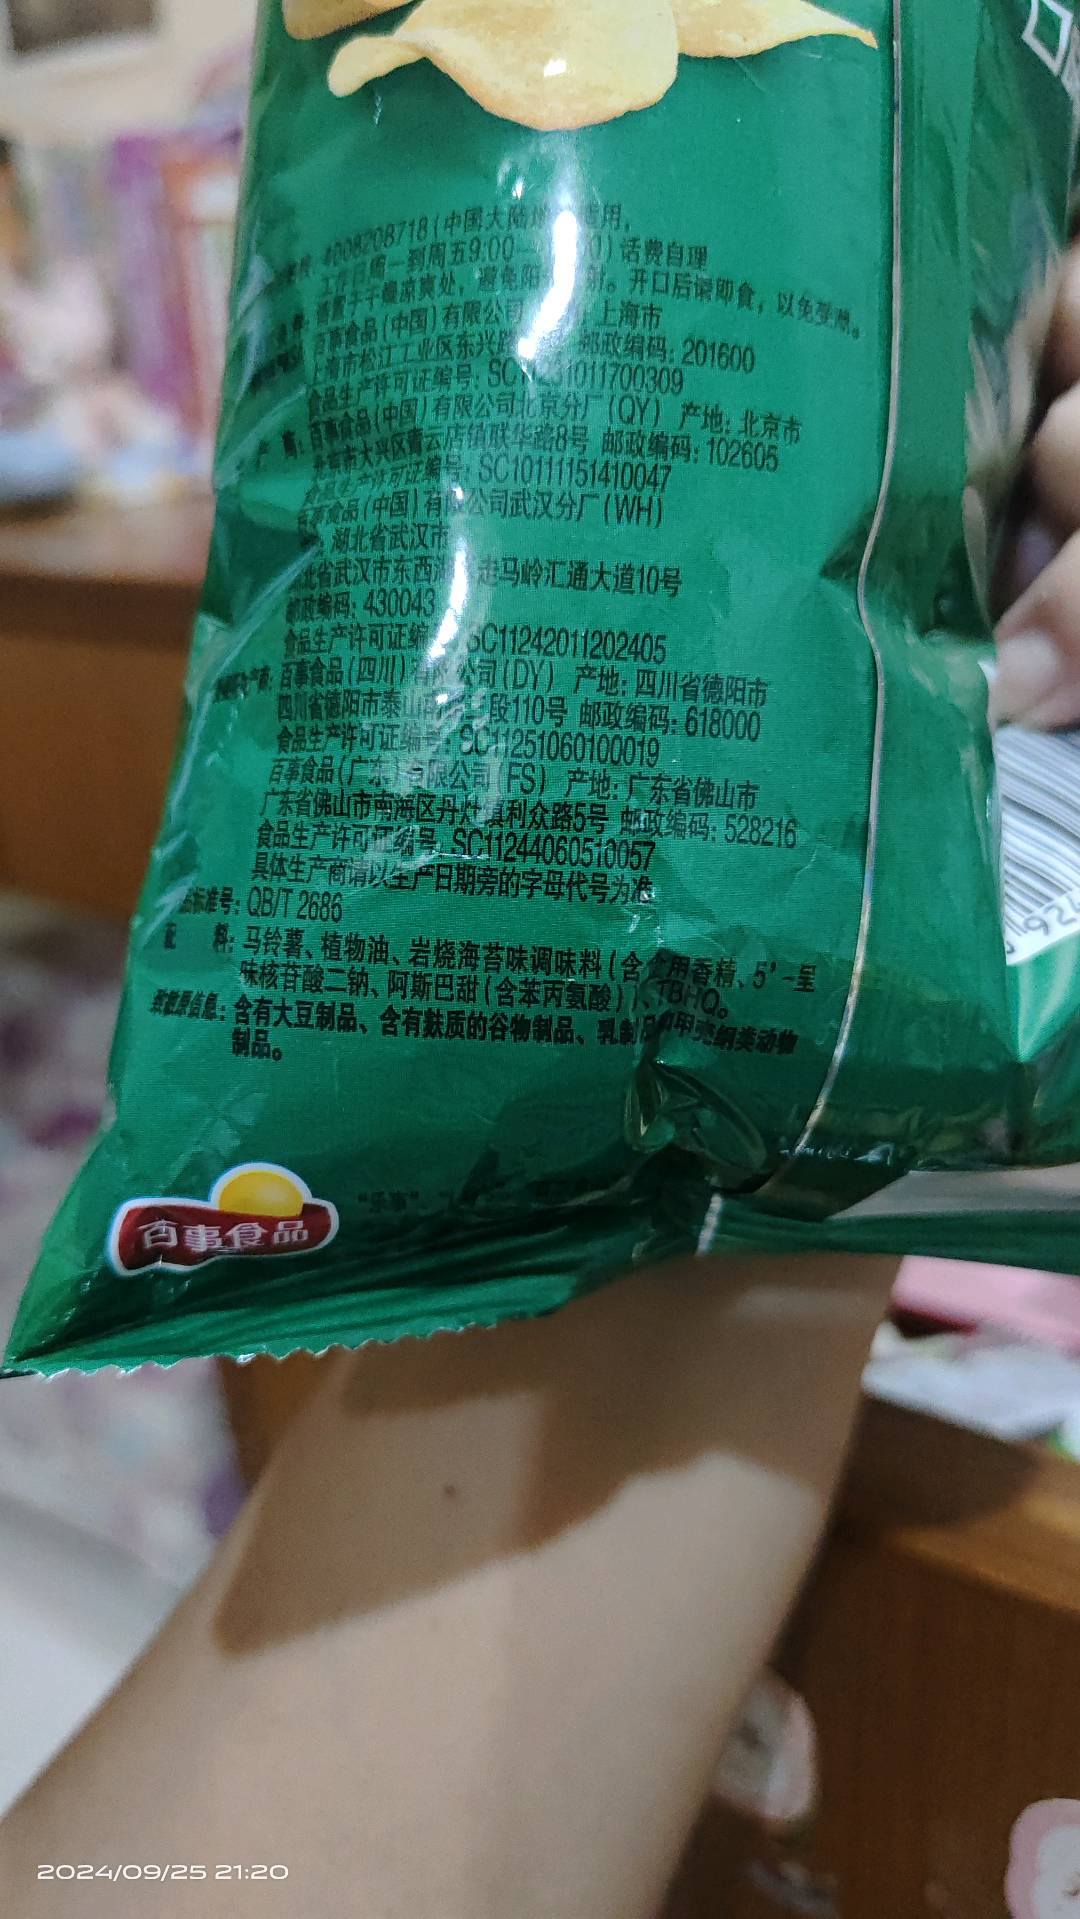 4008208718(中国大陆地 用,
工作日周一到周五9:00— 0)话费自理
请置于干燥凉爽处，避免阳 射。开口后请即食，以免受潮。
百事食品(中国)有限公司 上海市
上海市松江工业区东兴路 邮政编码: 201600
食品生产许可证编号: SC 1011700309
产 商: 百事食品(中国)有限公司北京分厂(QY) 产地: 北京市
北京市大兴区青云店镇联华路8号 邮政编码: 102605
食品生产许可证编号: SC10111151410047
百事食品(中国)有限公司武汉分厂(WH)
湖北省武汉市
湖北省武汉市东西湖 走马岭汇通大道10号
邮政编码: 430043
食品生产许可证编 SC11242011202405
百事食品(四川)有限公司(DY) 产地: 四川省德阳市
四川省德阳市泰山 段110号 邮政编码: 618000
食品生产许可证编号: SC11251060100019
百事食品(广东)有限公司(FS) 产地: 广东省佛山市
广东省佛山市南海区丹灶镇利众路5号 邮政编码: 528216
食品生产许可证编号: SC11244060510057
具体生产商请以生产日期旁的字母代号为准
品标准号: QB/T 2686
配 料: 马铃薯、植物油、岩烧海苔味调味料(含食用香精、5'-呈
味核苷酸二钠、阿斯巴甜(含苯丙氨酸))、TBHQ。
致敏原信息: 含有大豆制品、含有麸质的谷物制品、乳制品和甲壳纲类动物
制品。
百事食品
"乐事"、
924
2024/09/25 21:20